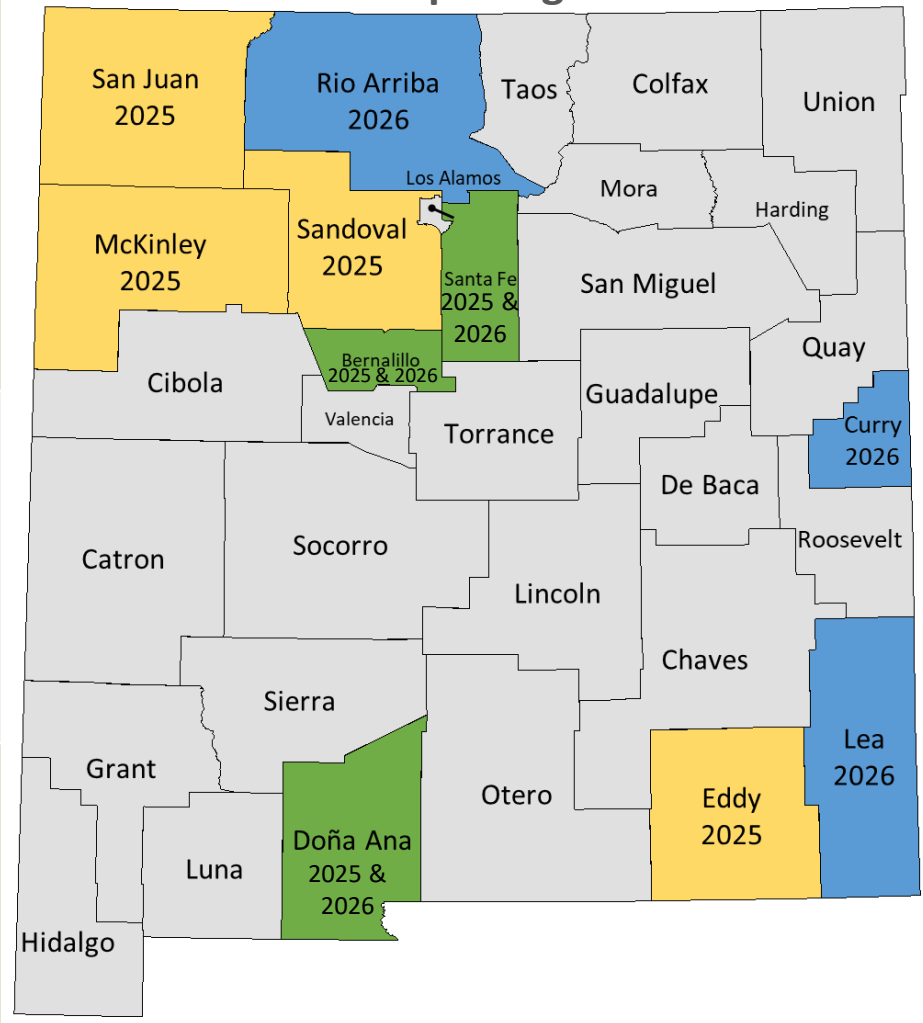 San Juan
2025
Rio Arriba
2026
Taos
Colfax
Union
Los Alamos
Mora
Harding
McKinley
2025
Sandoval
2025
Santa Fe
2025 &
2026
San Miguel
Quay
Bernalillo
2025 & 2026
Cibola
Guadalupe
Valencia
Torrance
Curry
2026
De Baca
Roosevelt
Catron
Socorro
Lincoln
Chaves
Sierra
Lea
2026
Grant
Otero
Eddy
2025
Doña Ana
2025 &
2026
Luna
Hidalgo